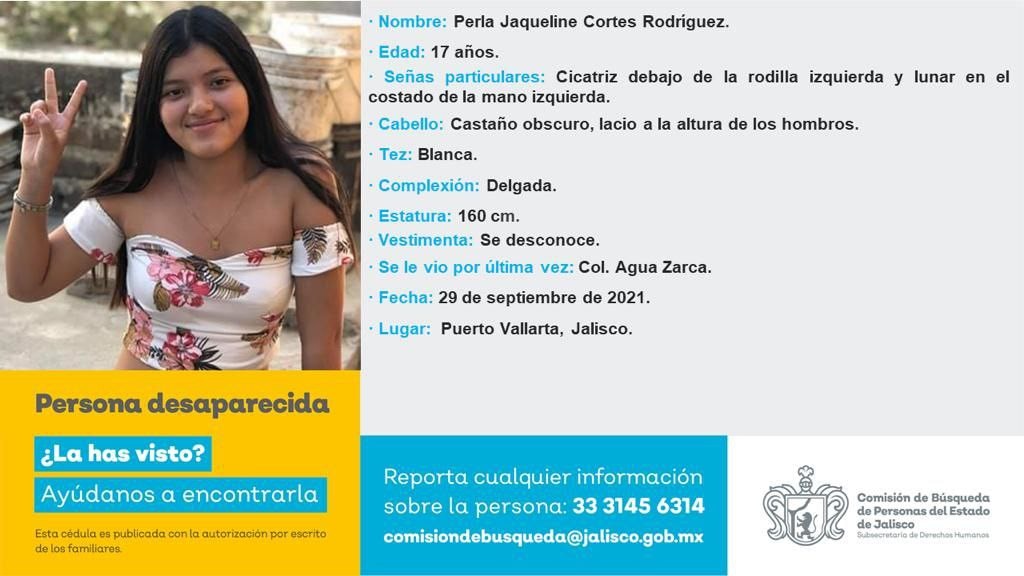 · Nombre: Perla Jaqueline Cortes Rodríguez.
· Edad: 17 años.
· Señas particulares: Cicatriz debajo de la rodilla izquierda y lunar en el
costado de la mano izquierda.
· Cabello: Castaño obscuro, lacio a la altura de los hombros.
· Tez: Blanca.
· Complexión: Delgada.
· Estatura: 160 cm.
· Vestimenta: Se desconoce.
· Se le vio por última vez: Col. Agua Zarca.
· Fecha: 29 de septiembre de 2021.
· Lugar: Puerto Vallarta, Jalisco.
Persona desaparecida
¿La has visto?
Ayúdanos a encontrarla
Esta cédula es publicada con la autorización por escrito
de los familiares.
Reporta cualquier información
sobre la persona: 33 3145 6314
comisiondebusqueda@jalisco.gob.mx
Comisión de Búsqueda
de Personas del Estado
de Jalisco
Subsecretaría de Derechos Humanos